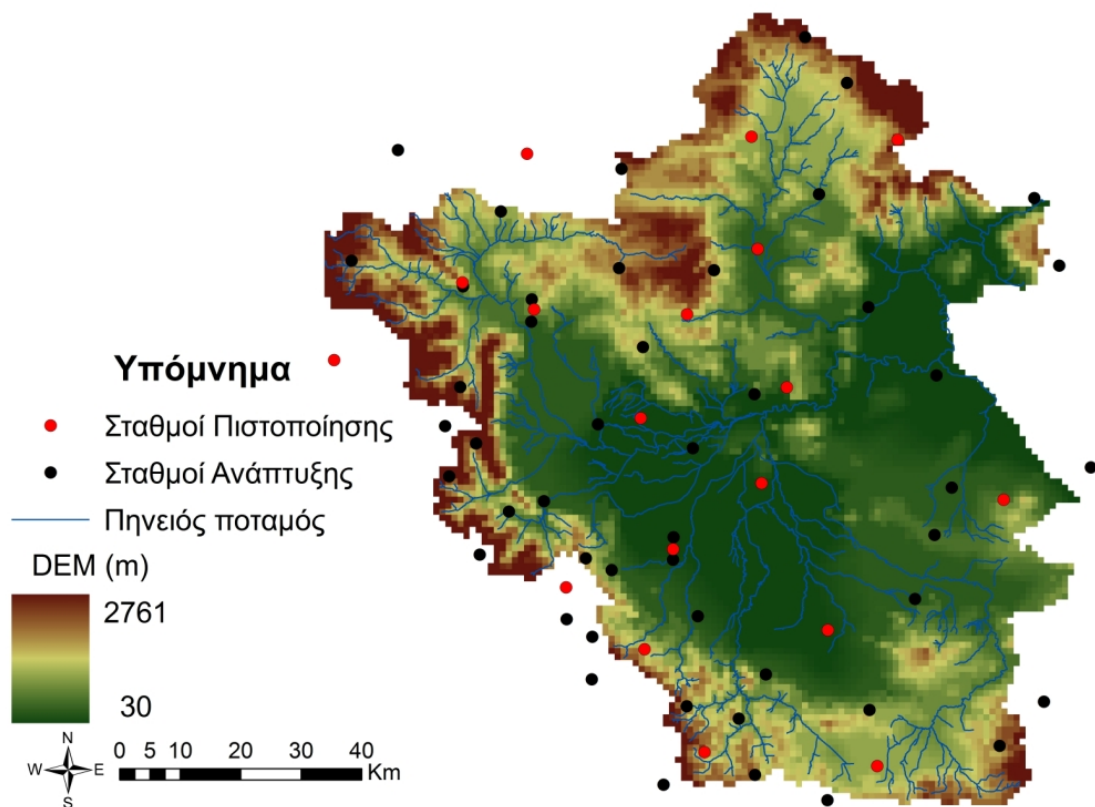 Υπόμνημα
Σταθμοί Πιστοποίησης
Σταθμοί Ανάπτυξης
Πηνειός ποταμός
DEM (m)
2761
30
N
W E
S
0 5 10 20 30 40
Km